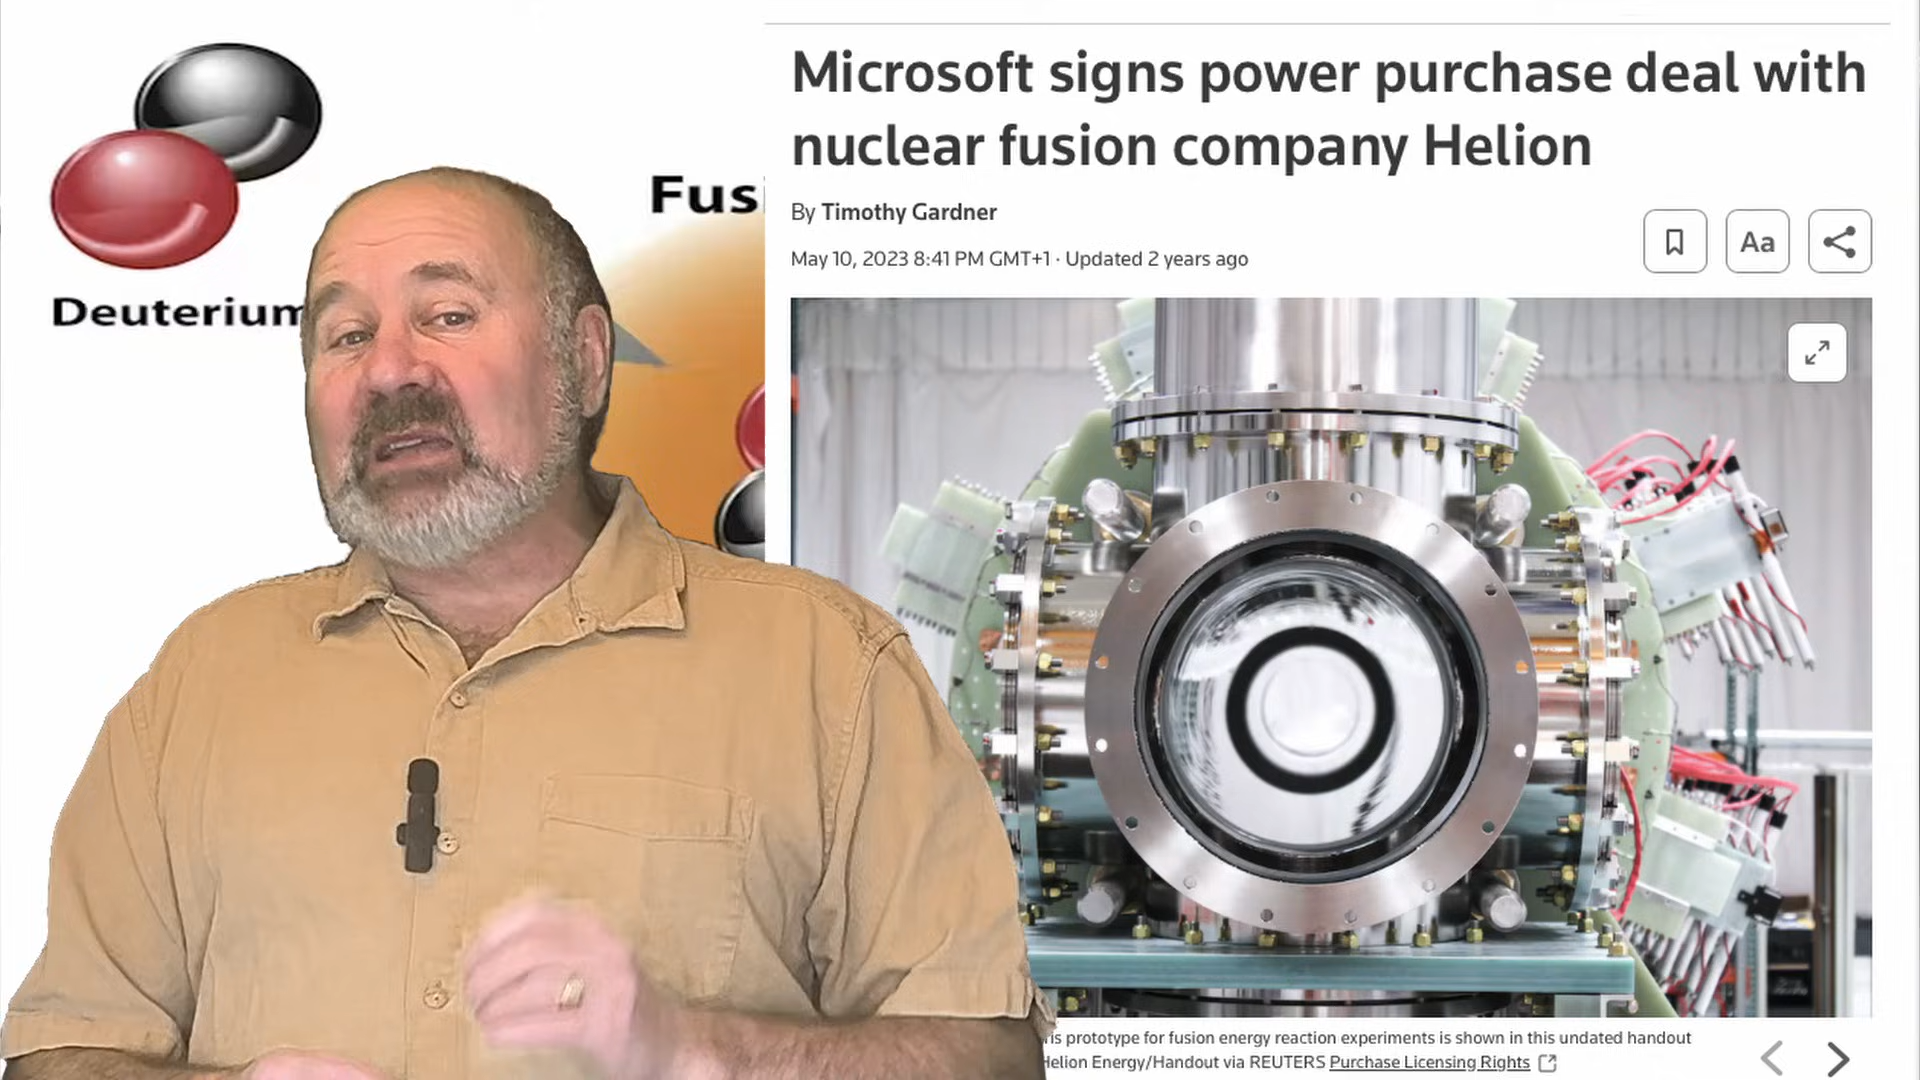 Microsoft signs power purchase deal with
nuclear fusion company Helion
By Timothy Gardner
May 10, 2023 8:41 PM GMT+1 · Updated 2 years ago
Aa
Fus
Deuterium
prototype for fusion energy reaction experiments is shown in this undated handout
Helion Energy/Handout via REUTERS Purchase Licensing Rights